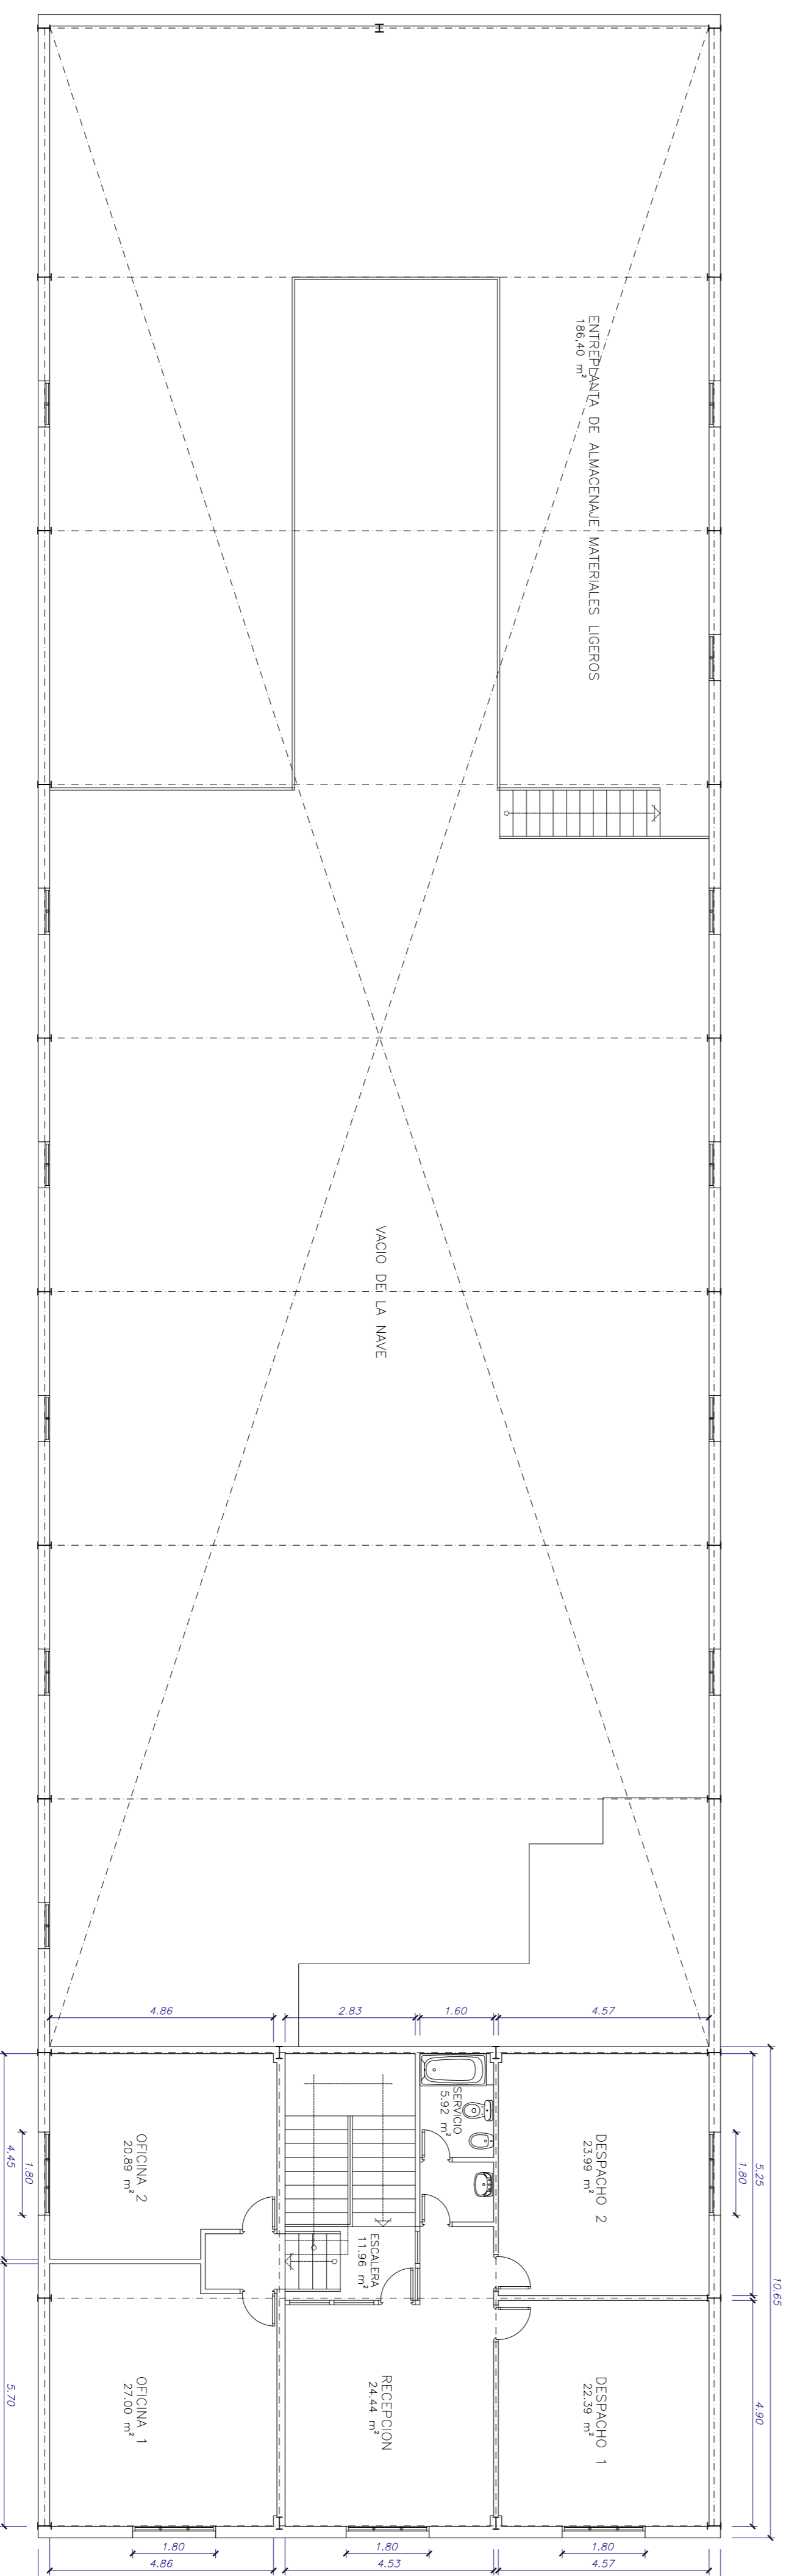 ENTREPLANTA DE ALMACENAJE MATERIALES LIGEROS
186,40 m²
VACIO DE LA NAVE
4.86
2.83
1.60
4.57
SERVICIO
5.92 m²
DESPACHO 2
23.99 m²
OFICINA 2
20.89 m²
ESCALERA
11.96 m²
1.80
4.45
1.80
5.25
10.65
4.90
5.70
OFICINA 1
27.00 m²
RECEPCION
24.44 m²
DESPACHO 1
22.39 m²
1.80
1.80
1.80
4.86
4.53
4.57